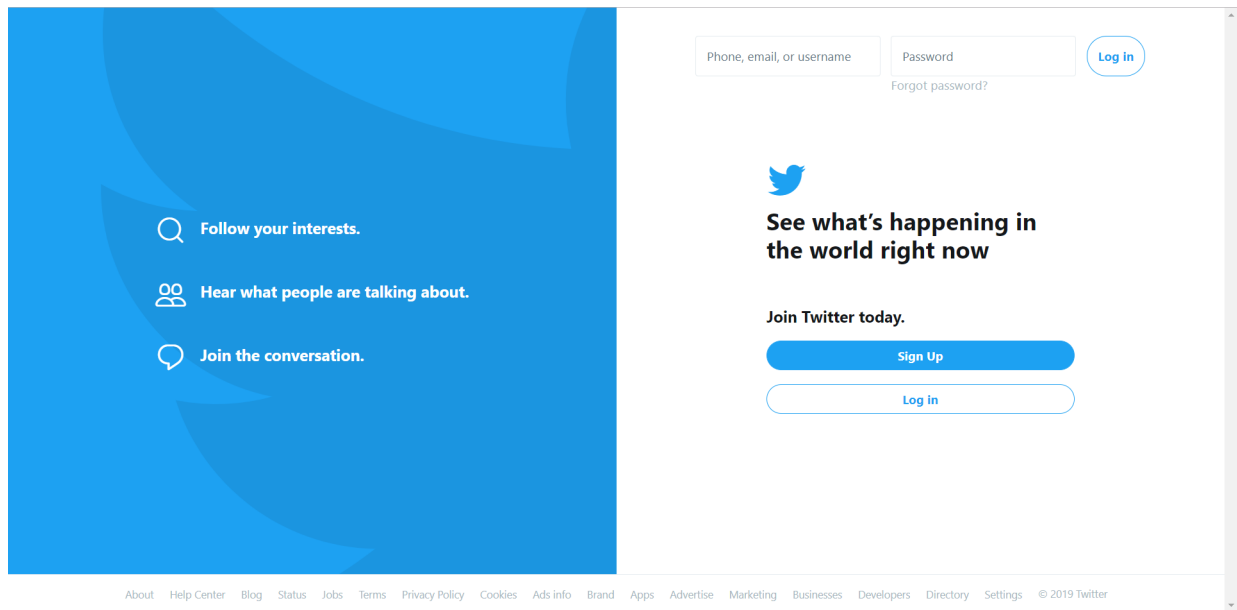 Phone, email, or username
Password
Log in
Forgot password?
Follow your interests.
Hear what people are talking about.
Join the conversation.
See what’s happening in
the world right now
Join Twitter today.
Sign Up
Log in
About Help Center Blog Status Jobs Terms Privacy Policy Cookies Ads info Brand Apps Advertise Marketing Businesses Developers Directory Settings © 2019 Twitter